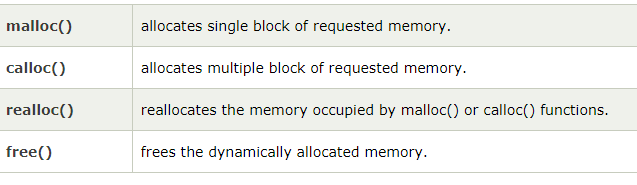 malloc() allocates single block of requested memory.
calloc() allocates multiple block of requested memory.
realloc() reallocates the memory occupied by malloc() or calloc() functions.
free() frees the dynamically allocated memory.